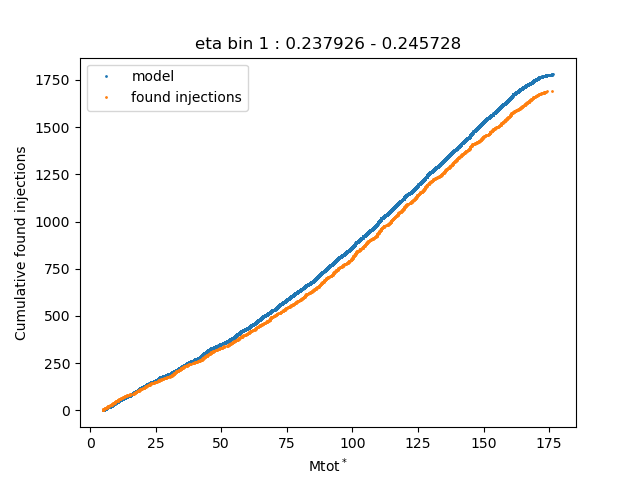 eta bin 1 : 0.237926 - 0.245728
model
found injections
Cumulative found injections
1750
1500
1250
1000
750
500
250
0
0 25 50 75 100 125 150 175
Mtot*